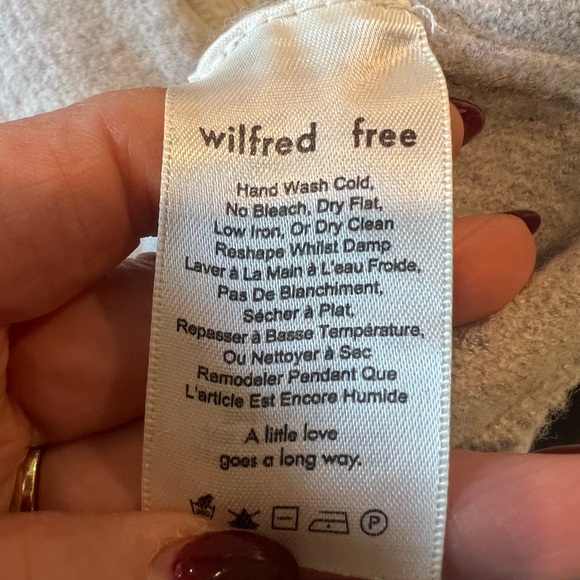 wilfred free
Hand Wash Cold,
No Bleach, Dry Flat,
Low Iron, Or Dry Clean
Reshape Whilst Damp
Laver à La Main à L'eau Froide,
Pas De Blanchiment,
Sécher à Plat,
Repasser à Basse Température,
Ou Nettoyer à Sec
Remodeler Pendant Que
L'article Est Encore Humide
A little love
goes a long way.
P